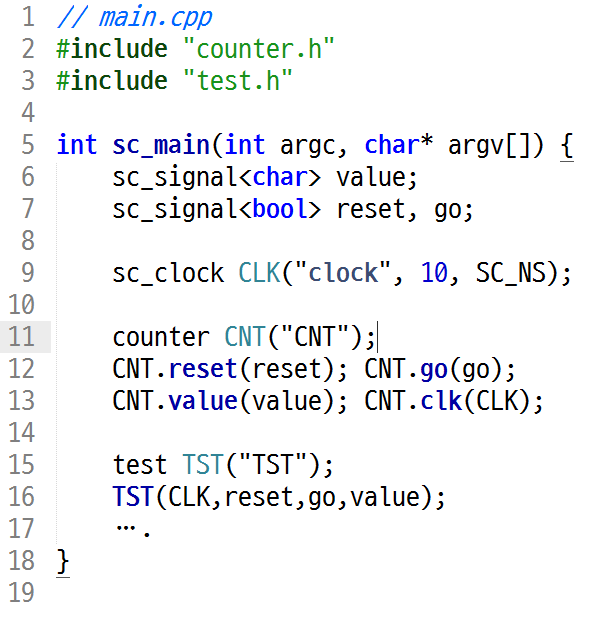 1 // main.cpp
2 #include "counter.h"
3 #include "test.h"
4
5 int sc_main(int argc, char* argv[]) {
6 sc_signal<char> value;
7 sc_signal<bool> reset, go;
8
9 sc_clock CLK("clock", 10, SC_NS);
10
11 counter CNT("CNT");
12 CNT.reset(reset); CNT.go(go);
13 CNT.value(value); CNT.clk(CLK);
14
15 test TST("TST");
16 TST(CLK,reset,go,value);
17 ….
18 }
19